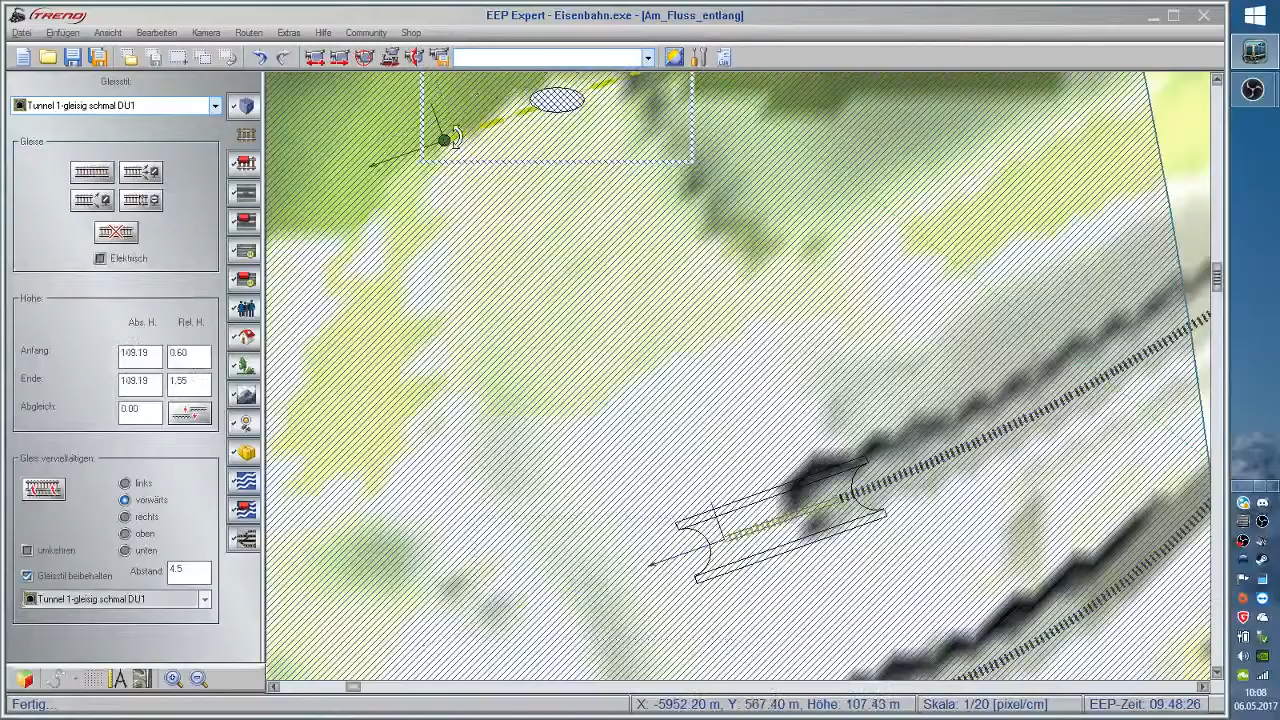 TREND
EEP Expert - Eisenbahn.exe - [Am_Fluss_entlang]
Datei Einfügen Ansicht Bearbeiten Kamera Routen Extras Hilfe Community Shop
Gleisstil:
Tunnel 1-gleisig schmal DU1
Gleise
Elektrisch
Höhe:
Abs. H. Rel. H.
Anfang: 109.19 0.60
Ende: 109.19 1.55
Abgleich: 0.00
Gleis vervielfältigen:
links
vorwärts
rechts
oben
umkehren unten
Gleisstil beibehalten Abstand: 4.5
Tunnel 1-gleisig schmal DU1
Fertig...
X: -5952.20 m, Y: 567.40 m, Höhe: 107.43 m
Skala: 1/20 [pixel/cm]
EEP-Zeit: 09:48:26
10:08
06.05.2017